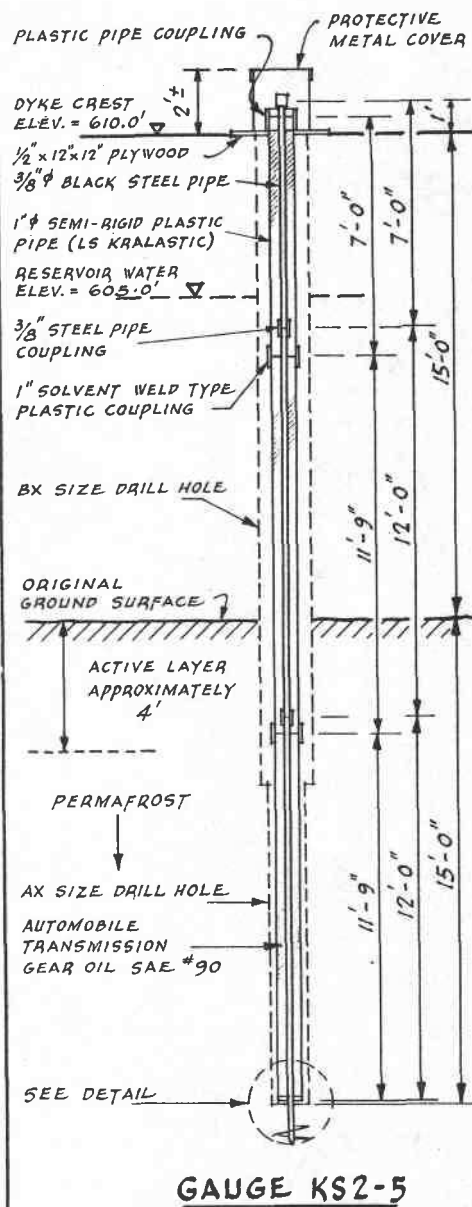 PLASTIC PIPE COUPLING
PROTECTIVE
METAL COVER
2'±
1'
DYKE CREST
ELEV. = 610.0'
1/2" x 12" x 12" PLYWOOD
3/8" φ BLACK STEEL PIPE
1" φ SEMI-RIGID PLASTIC
PIPE (LS KRALASTIC)
7'-0"
7'-0"
RESERVOIR WATER
ELEV. = 605.0'
3/8" STEEL PIPE
COUPLING
15'-0"
1" SOLVENT WELD TYPE
PLASTIC COUPLING
BX SIZE DRILL HOLE
11'-9"
12'-0"
ORIGINAL
GROUND SURFACE
ACTIVE LAYER
APPROXIMATELY
4'
PERMAFROST
AX SIZE DRILL HOLE
11'-9"
12'-0"
15'-0"
AUTOMOBILE
TRANSMISSION
GEAR OIL SAE #90
SEE DETAIL
GAUGE KS2-5